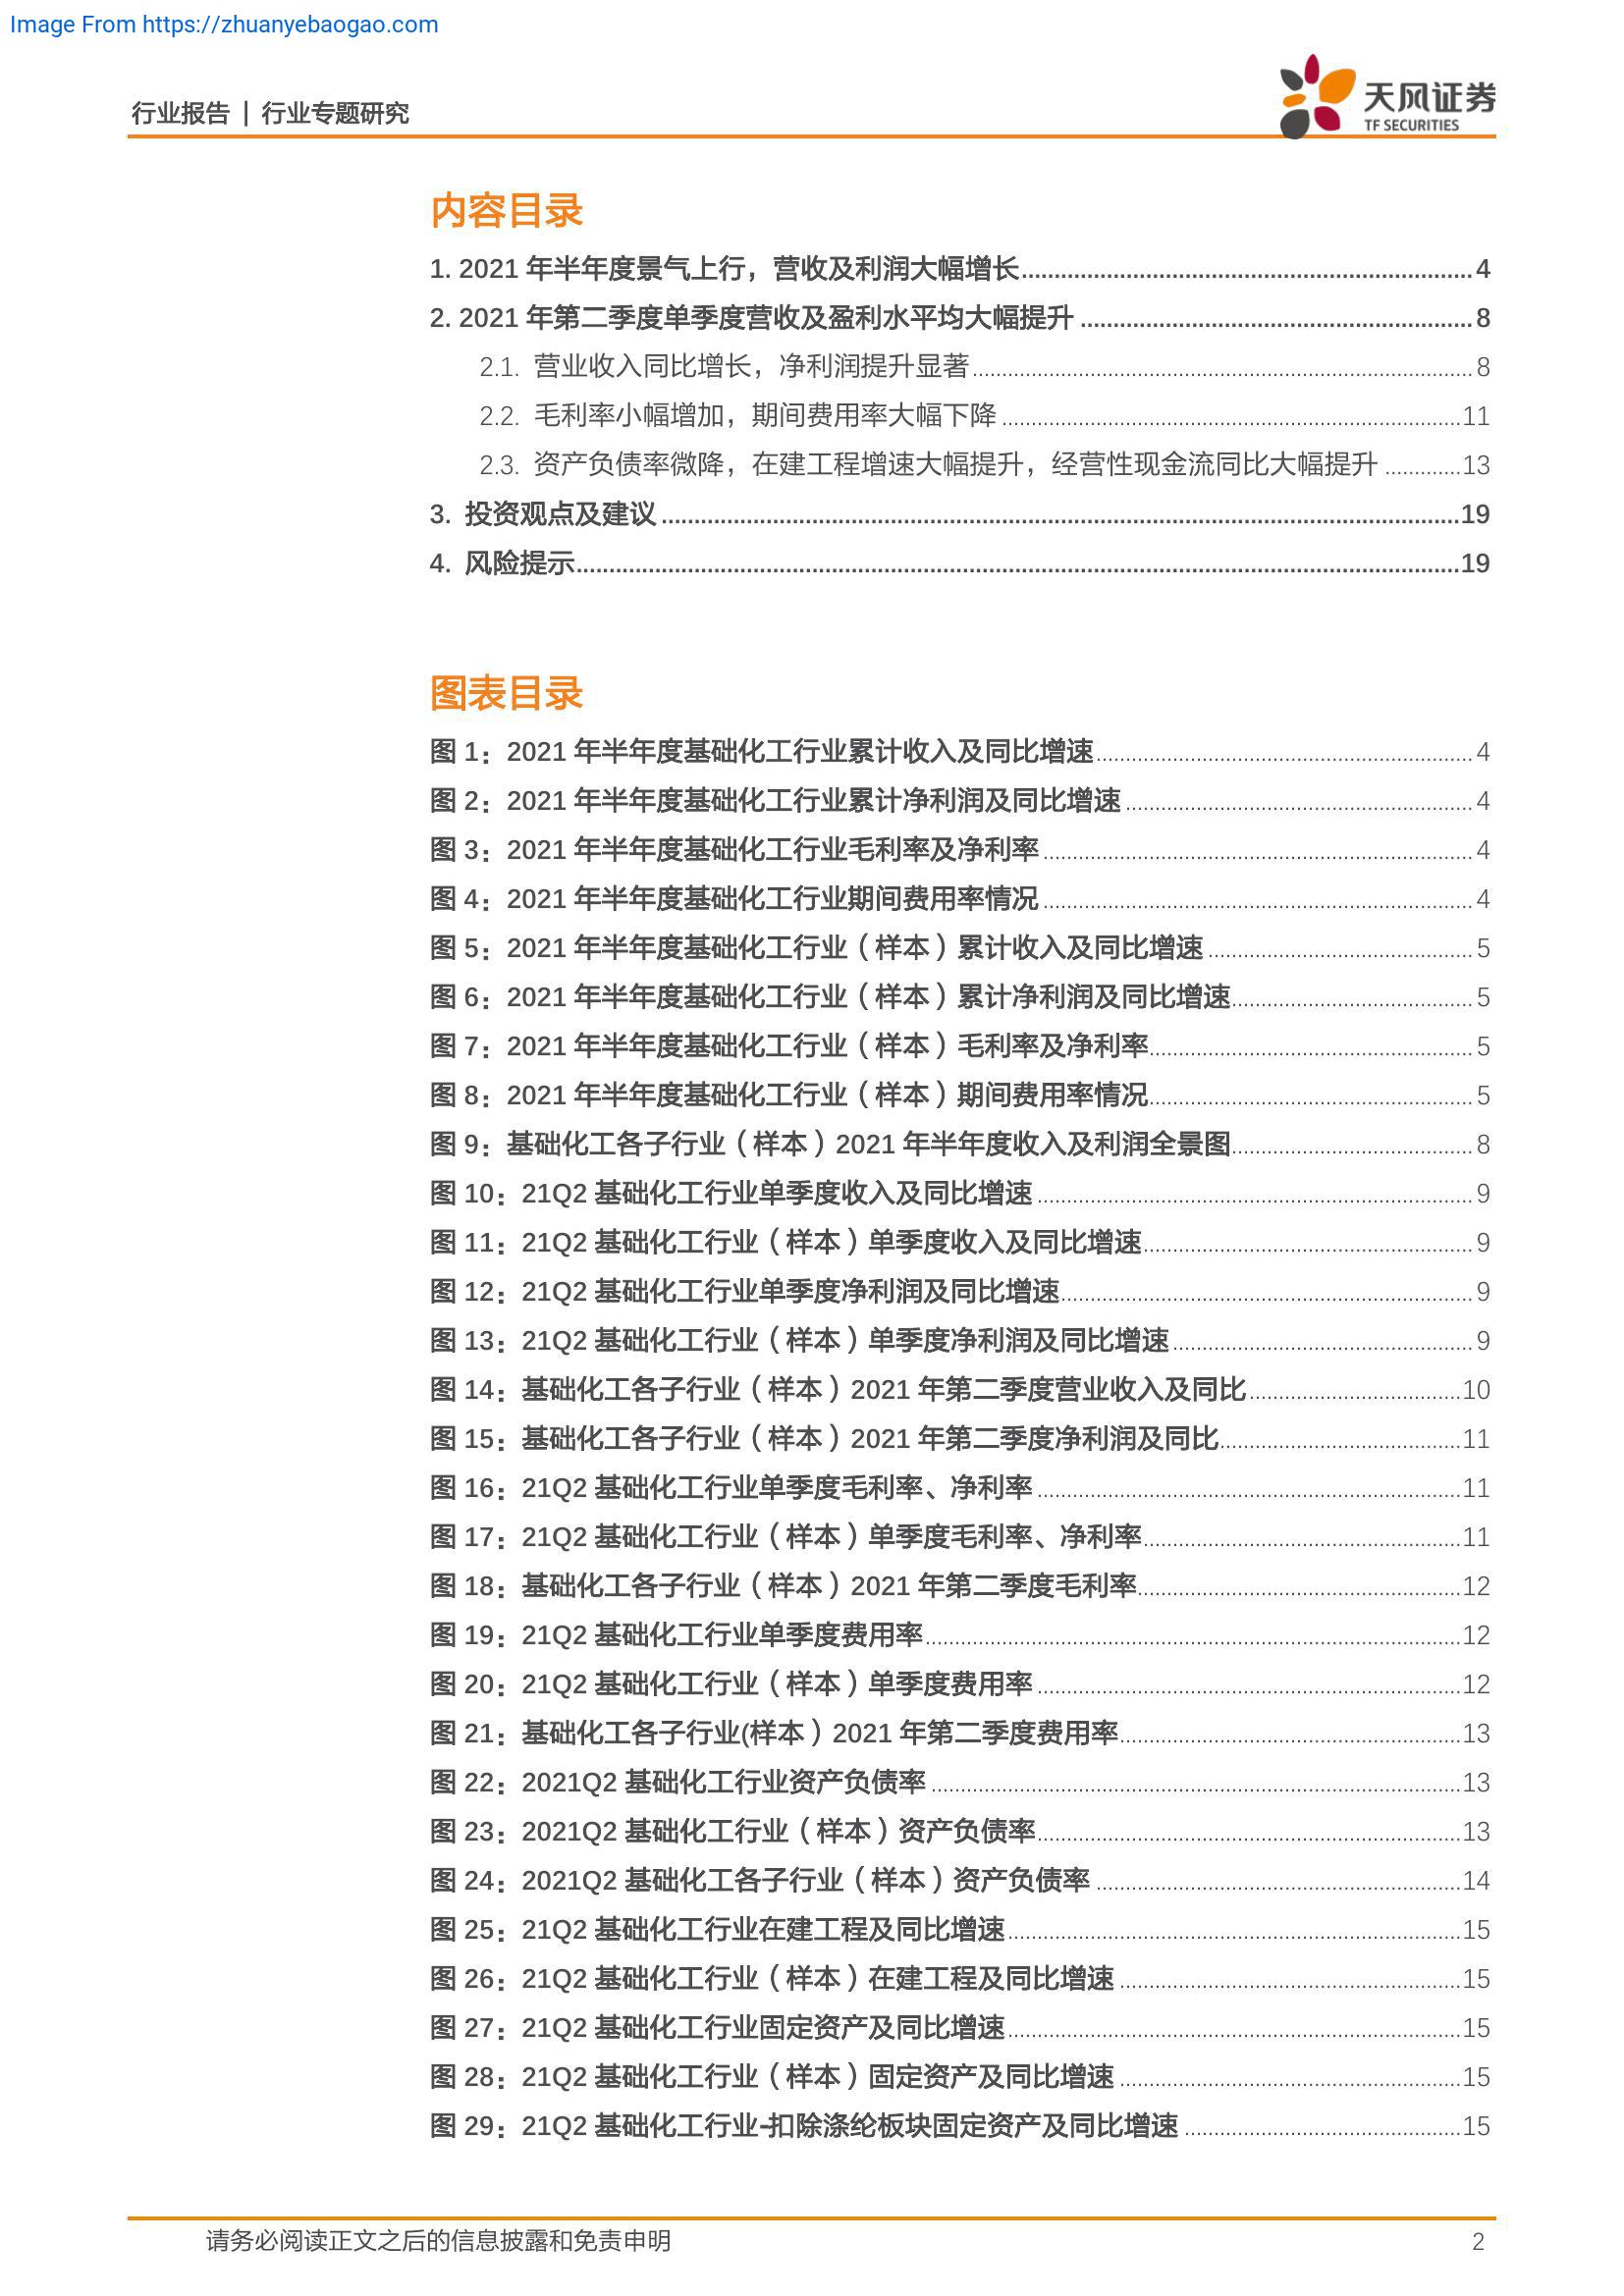 Image From https://zhuanyebaogao.com
行业报告 | 行业专题研究
天风证券
TF SECURITIES
内容目录
1. 2021 年半年度景气上行，营收及利润大幅增长 4
2. 2021 年第二季度单季度营收及盈利水平均大幅提升 8
2.1. 营业收入同比增长，净利润提升显著 8
2.2. 毛利率小幅增加，期间费用率大幅下降 11
2.3. 资产负债率微降，在建工程增速大幅提升，经营性现金流同比大幅提升 13
3. 投资观点及建议 19
4. 风险提示 19
图表目录
图 1：2021 年半年度基础化工行业累计收入及同比增速 4
图 2：2021 年半年度基础化工行业累计净利润及同比增速 4
图 3：2021 年半年度基础化工行业毛利率及净利率 4
图 4：2021 年半年度基础化工行业期间费用率情况 4
图 5：2021 年半年度基础化工行业（样本）累计收入及同比增速 5
图 6：2021 年半年度基础化工行业（样本）累计净利润及同比增速 5
图 7：2021 年半年度基础化工行业（样本）毛利率及净利率 5
图 8：2021 年半年度基础化工行业（样本）期间费用率情况 5
图 9：基础化工各子行业（样本）2021 年半年度收入及利润全景图 8
图 10：21Q2 基础化工行业单季度收入及同比增速 9
图 11：21Q2 基础化工行业（样本）单季度收入及同比增速 9
图 12：21Q2 基础化工行业单季度净利润及同比增速 9
图 13：21Q2 基础化工行业（样本）单季度净利润及同比增速 9
图 14：基础化工各子行业（样本）2021 年第二季度营业收入及同比 10
图 15：基础化工各子行业（样本）2021 年第二季度净利润及同比 11
图 16：21Q2 基础化工行业单季度毛利率、净利率 11
图 17：21Q2 基础化工行业（样本）单季度毛利率、净利率 11
图 18：基础化工各子行业（样本）2021 年第二季度毛利率 12
图 19：21Q2 基础化工行业单季度费用率 12
图 20：21Q2 基础化工行业（样本）单季度费用率 12
图 21：基础化工各子行业(样本）2021 年第二季度费用率 13
图 22：2021Q2 基础化工行业资产负债率 13
图 23：2021Q2 基础化工行业（样本）资产负债率 13
图 24：2021Q2 基础化工各子行业（样本）资产负债率 14
图 25：21Q2 基础化工行业在建工程及同比增速 15
图 26：21Q2 基础化工行业（样本）在建工程及同比增速 15
图 27：21Q2 基础化工行业固定资产及同比增速 15
图 28：21Q2 基础化工行业（样本）固定资产及同比增速 15
图 29：21Q2 基础化工行业-扣除涤纶板块固定资产及同比增速 15
请务必阅读正文之后的信息披露和免责申明 2